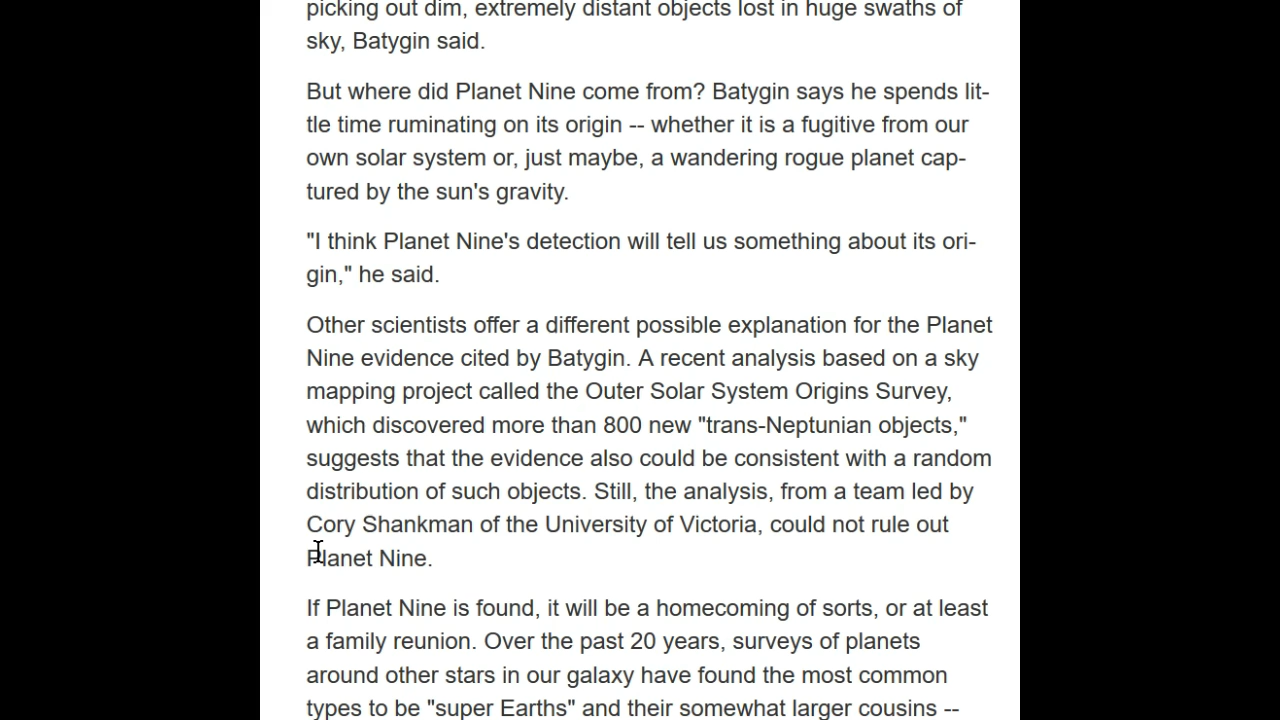 picking out dim, extremely distant objects lost in huge swaths of
sky, Batygin said.
But where did Planet Nine come from? Batygin says he spends lit-
tle time ruminating on its origin -- whether it is a fugitive from our
own solar system or, just maybe, a wandering rogue planet cap-
tured by the sun's gravity.
"I think Planet Nine's detection will tell us something about its ori-
gin," he said.
Other scientists offer a different possible explanation for the Planet
Nine evidence cited by Batygin. A recent analysis based on a sky
mapping project called the Outer Solar System Origins Survey,
which discovered more than 800 new "trans-Neptunian objects,"
suggests that the evidence also could be consistent with a random
distribution of such objects. Still, the analysis, from a team led by
Cory Shankman of the University of Victoria, could not rule out
Planet Nine.
If Planet Nine is found, it will be a homecoming of sorts, or at least
a family reunion. Over the past 20 years, surveys of planets
around other stars in our galaxy have found the most common
types to be "super Earths" and their somewhat larger cousins --